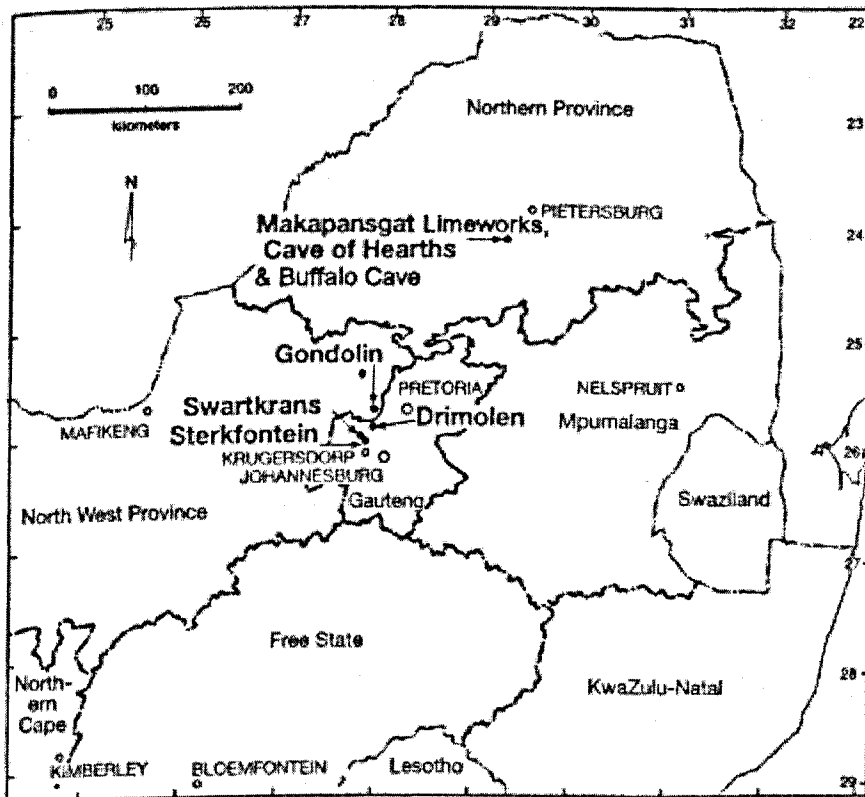 25 26 27 28 29 30 31 32 22
0 100 200
kilometers
Northern Province
23
N
PIETERSBURG
Makapansgat Limeworks,
Cave of Hearths
& Buffalo Cave
24
Gondolin
25
PRETORIA
NELSPRUIT
Swartkrans
Drimolen
Mpumalanga
MAFIKENG
Sterkfontein
KRUGERSDORP
26
JOHANNESBURG
Gauteng
Swaziland
North West Province
27
Free State
North-
ern
Cape
KwaZulu-Natal
28
KIMBERLEY
BLOEMFONTEIN
Lesotho
29